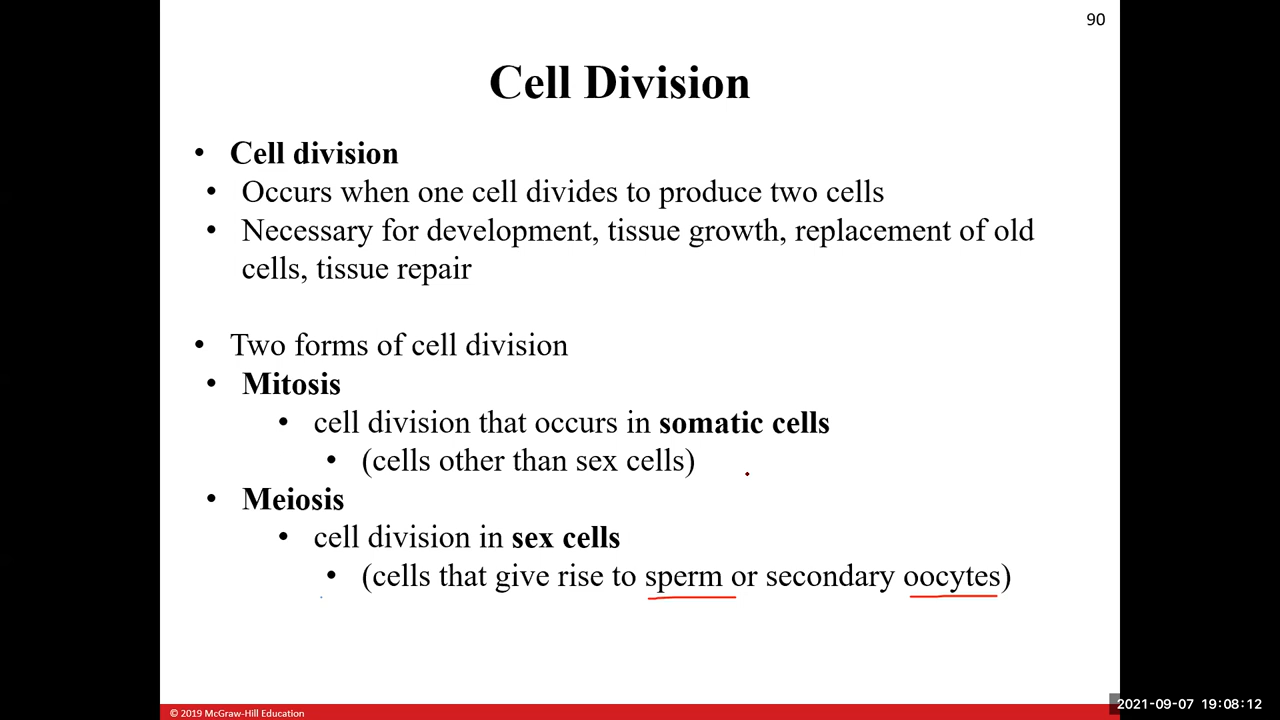 90
Cell Division
• Cell division
• Occurs when one cell divides to produce two cells
• Necessary for development, tissue growth, replacement of old
cells, tissue repair
• Two forms of cell division
• Mitosis
• cell division that occurs in somatic cells
• (cells other than sex cells)
• Meiosis
• cell division in sex cells
• (cells that give rise to sperm or secondary oocytes)
© 2019 McGraw-Hill Education
2021-09-07 19:08:12